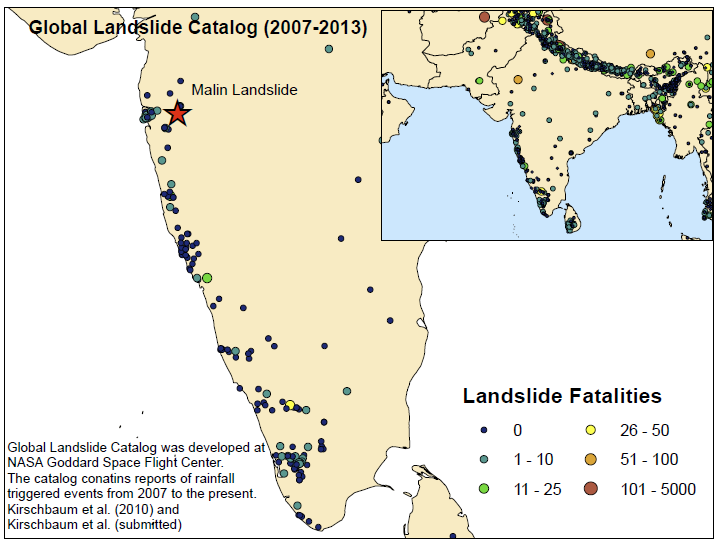 Global Landslide Catalog (2007-2013)
Malin Landslide
Landslide Fatalities
0
1 - 10
11 - 25
26 - 50
51 - 100
101 - 5000
Global Landslide Catalog was developed at
NASA Goddard Space Flight Center.
The catalog conatins reports of rainfall
triggered events from 2007 to the present.
Kirschbaum et al. (2010) and
Kirschbaum et al. (submitted)